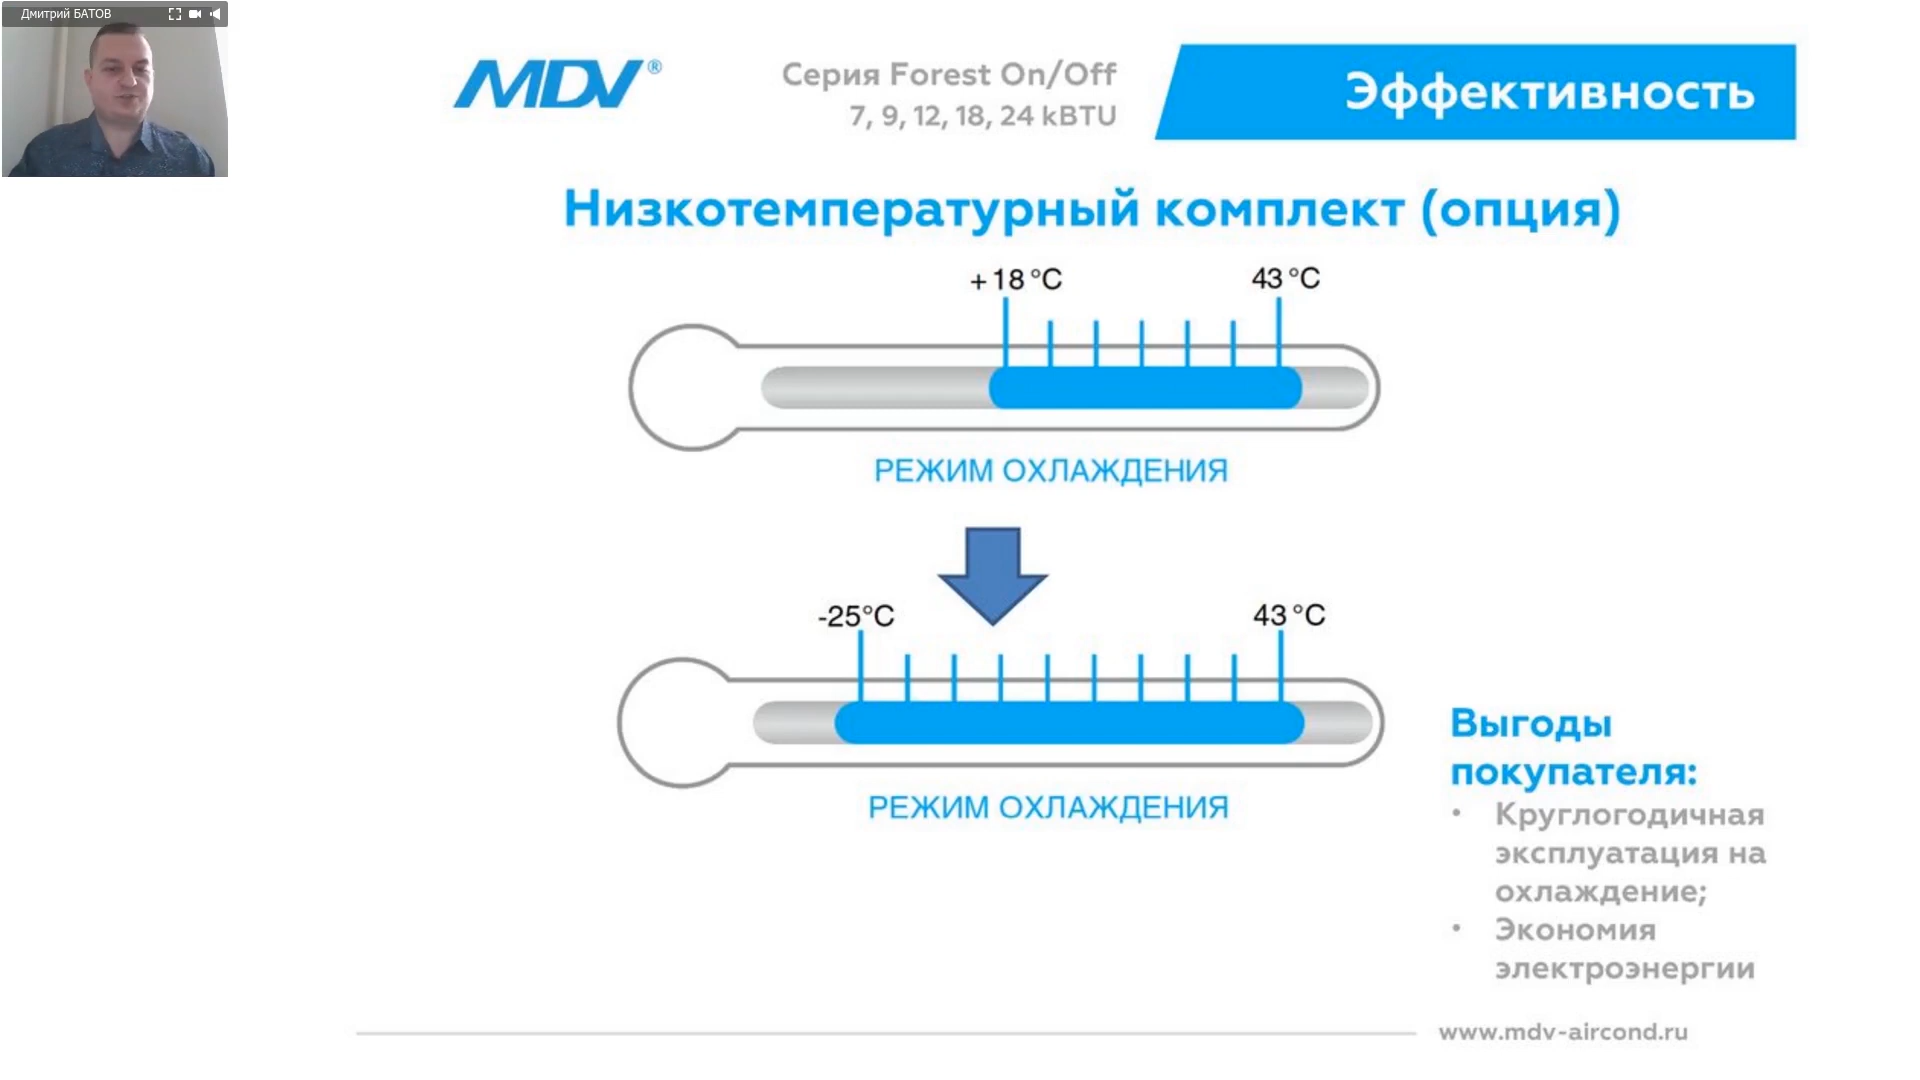 Дмитрий БАТОВ
MDV®
Серия Forest On/Off
7, 9, 12, 18, 24 kBTU
Эффективность
Низкотемпературный комплект (опция)
+18°C 43°C
РЕЖИМ ОХЛАЖДЕНИЯ
-25°C 43°C
РЕЖИМ ОХЛАЖДЕНИЯ
Выгоды
покупателя:
• Круглогодичная
эксплуатация на
охлаждение;
• Экономия
электроэнергии
www.mdv-aircond.ru